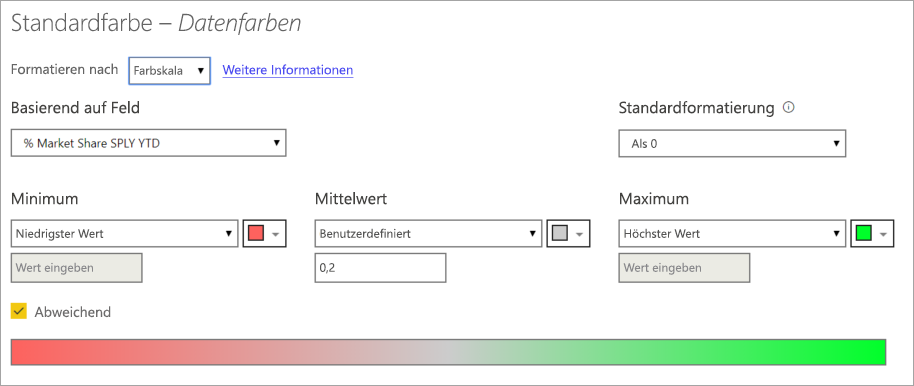 Standardfarbe – Datenfarben
Formatieren nach Farbskala Weitere Informationen
Basierend auf Feld Standardformatierung
% Market Share SPLY YTD Als 0
Minimum Mittelwert Maximum
Niedrigster Wert Benutzerdefiniert Höchster Wert
Wert eingeben 0,2 Wert eingeben
Abweichend